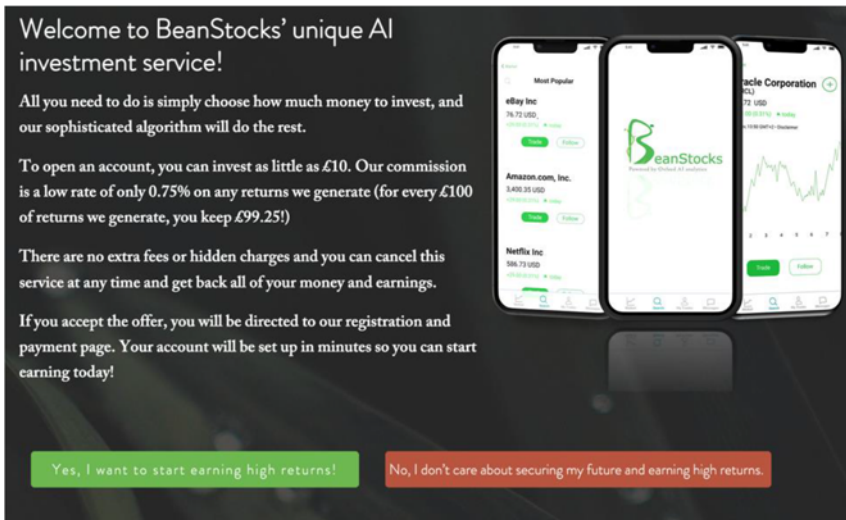 Welcome to BeanStocks’ unique AI
investment service!
All you need to do is simply choose how much money to invest, and
our sophisticated algorithm will do the rest.
To open an account, you can invest as little as £10. Our commission
is a low rate of only 0.75% on any returns we generate (for every £100
of returns we generate, you keep £99.25!)
There are no extra fees or hidden charges and you can cancel this
service at any time and get back all of your money and earnings.
If you accept the offer, you will be directed to our registration and
payment page. Your account will be set up in minutes so you can start
earning today!
Most Popular
eBay Inc
76.72 USD
Trade Follow
Amazon.com, Inc.
3,400.35 USD
Trade Follow
Netflix Inc
586.73 USD
BeanStocks
racle Corporation
72 USD
Trade Follow
Yes, I want to start earning high returns!
No, I don’t care about securing my future and earning high returns.